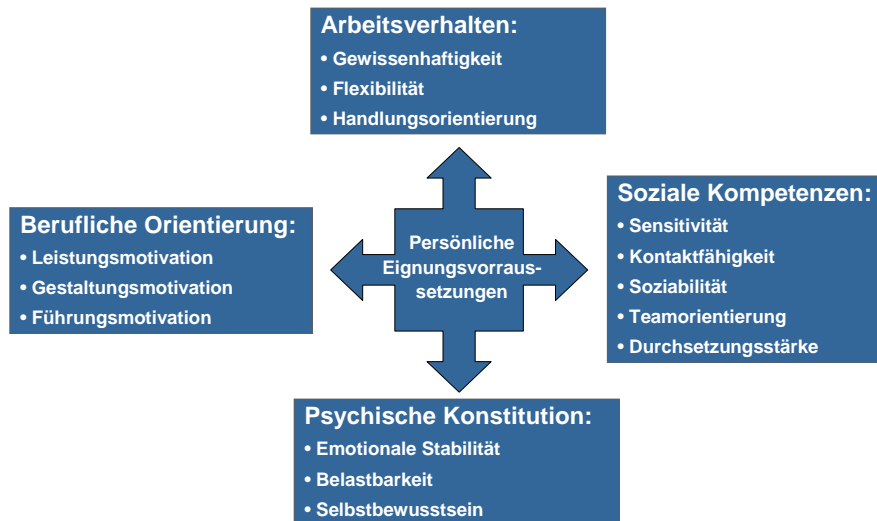 Arbeitsverhalten:
• Gewissenhaftigkeit
• Flexibilität
• Handlungsorientierung
Berufliche Orientierung:
• Leistungsmotivation
• Gestaltungsmotivation
• Führungsmotivation
Persönliche
Eignungsvorraus-
setzungen
Soziale Kompetenzen:
• Sensitivität
• Kontaktfähigkeit
• Soziabilität
• Teamorientierung
• Durchsetzungsstärke
Psychische Konstitution:
• Emotionale Stabilität
• Belastbarkeit
• Selbstbewusstsein